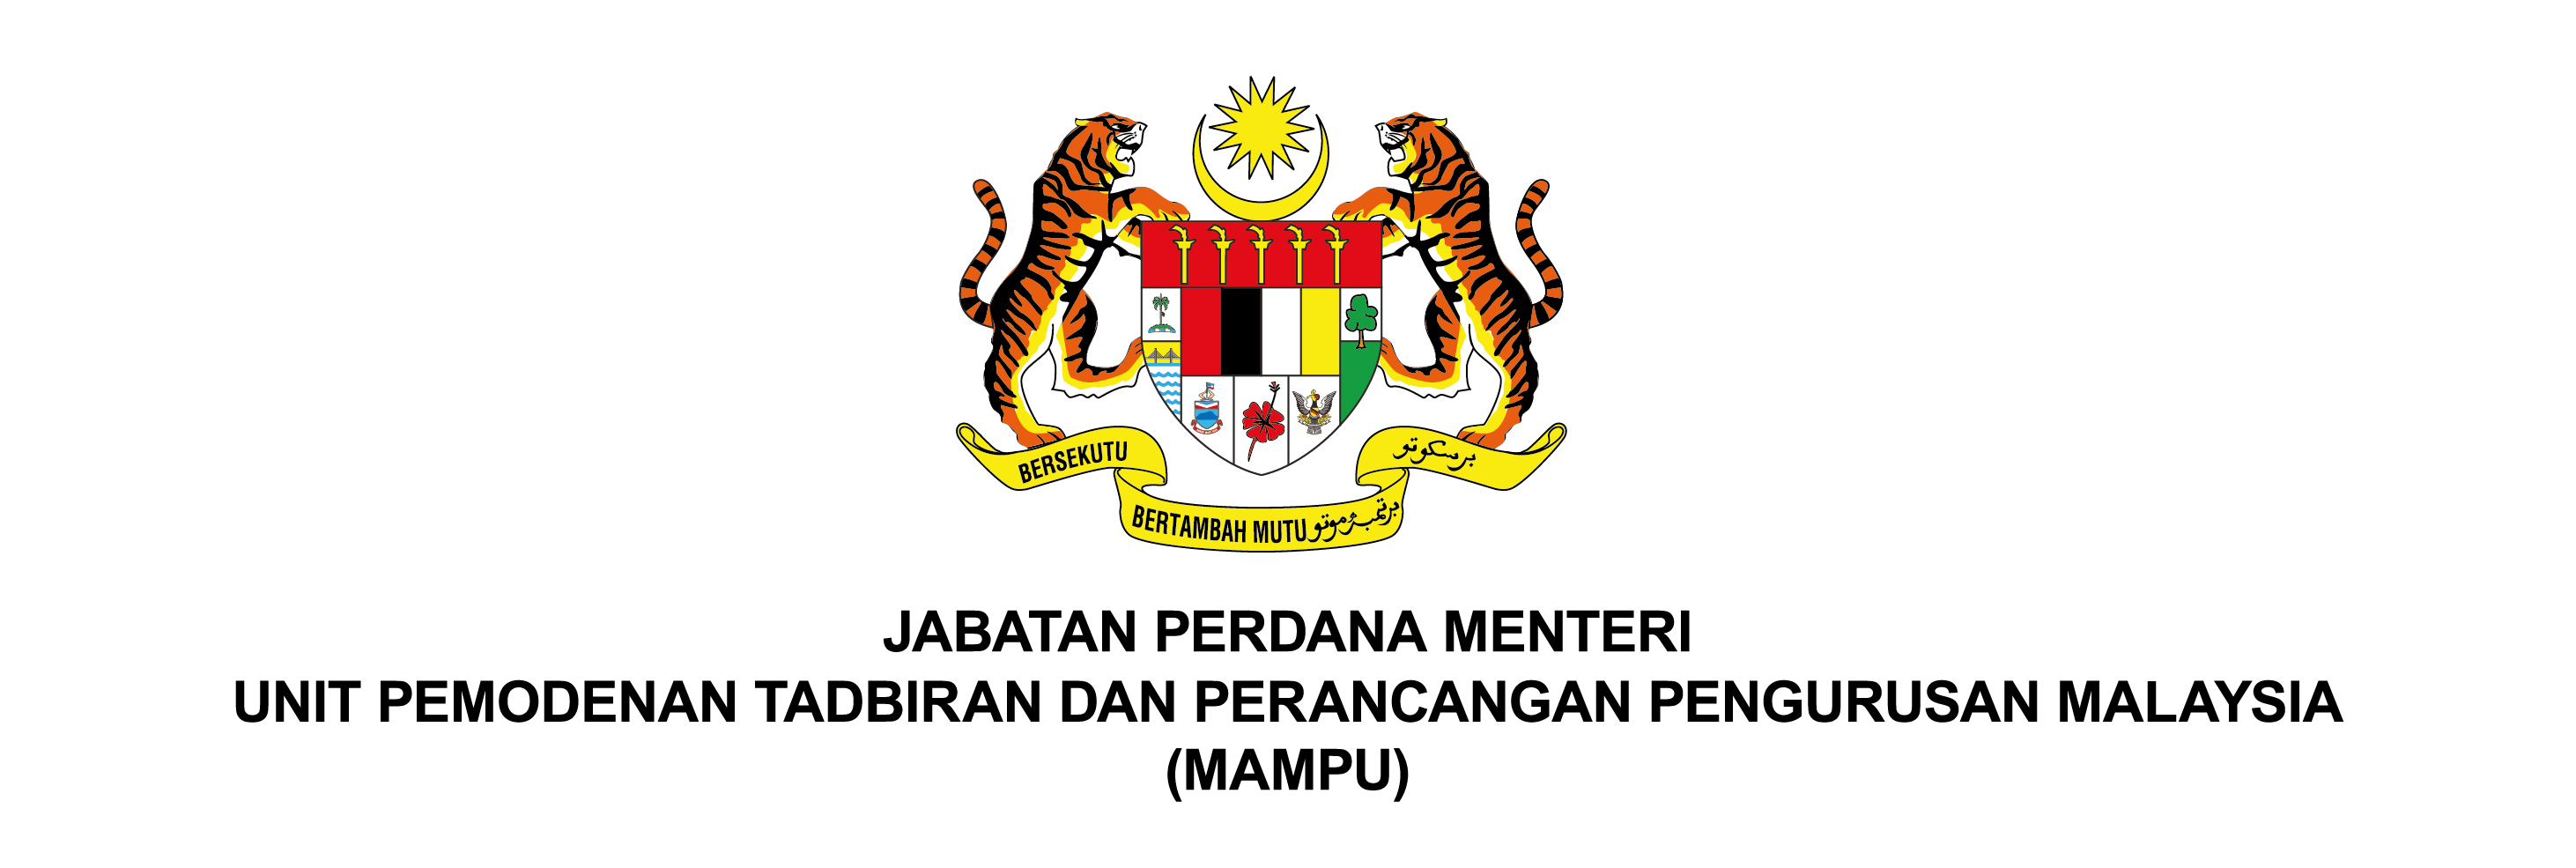 BERSEKUTU
برسکوتو
BERTAMBAH MUTU برتمبه موتو
JABATAN PERDANA MENTERI
UNIT PEMODENAN TADBIRAN DAN PERANCANGAN PENGURUSAN MALAYSIA
(MAMPU)